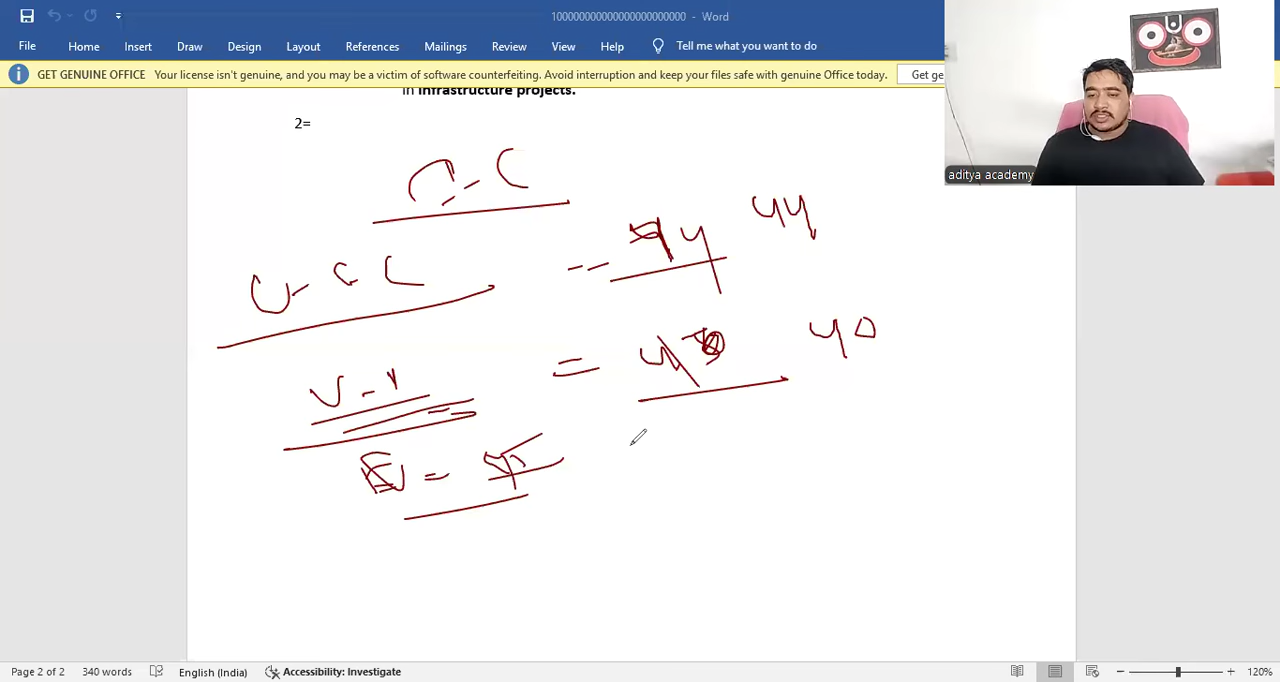 10000000000000000000000 - Word
File Home Insert Draw Design Layout References Mailings Review View Help Tell me what you want to do
GET GENUINE OFFICE Your license isn't genuine, and you may be a victim of software counterfeiting. Avoid interruption and keep your files safe with genuine Office today. Get ge
in infrastructure projects.
2=
aditya academy
C-C
44
40
Page 2 of 2 340 words English (India) Accessibility: Investigate 120%